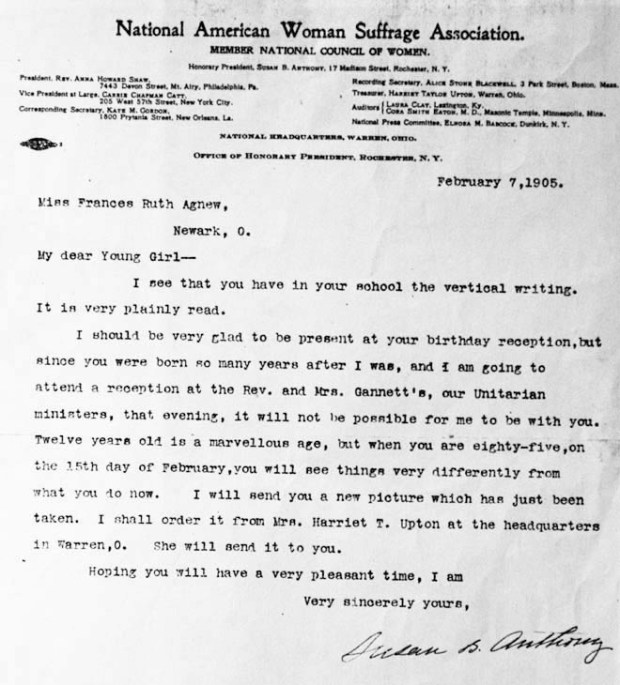 National American Woman Suffrage Association.
MEMBER NATIONAL COUNCIL OF WOMEN.
Honorary President, SUSAN B. ANTHONY, 17 Madison Street, Rochester, N. Y.
President, REV. ANNA HOWARD SHAW,
7443 Devon Street, Mt. Airy, Philadelphia, Pa.
Vice President at Large, CARRIE CHAPMAN CATT,
205 West 57th Street, New York City.
Corresponding Secretary, KATE M. GORDON,
1800 Prytania Street, New Orleans, La.
Recording Secretary, ALICE STONE BLACKWELL, 3 Park Street, Boston, Mass.
Treasurer, HARRIET TAYLOR UPTON, Warren, Ohio.
Auditors { LAURA CLAY, Lexington, Ky.
CORA SMITH EATON, M. D., Masonic Temple, Minneapolis, Minn.
National Press Committee, ELNORA M. BABCOCK, Dunkirk, N. Y.
NATIONAL HEADQUARTERS, WARREN, OHIO.
OFFICE OF HONORARY PRESIDENT, ROCHESTER, N. Y.
February 7,1905.
Miss Frances Ruth Agnew,
Newark, O.
My dear Young Girl--
I see that you have in your school the vertical writing.
It is very plainly read.
I should be very glad to be present at your birthday reception,but
since you were born so many years after I was, and I am going to
attend a reception at the Rev. and Mrs. Gannett's, our Unitarian
ministers, that evening, it will not be possible for me to be with you.
Twelve years old is a marvellous age, but when you are eighty-five,on
the 15th day of February,you will see things very differently from
what you do now. I will send you a new picture which has just been
taken. I shall order it from Mrs. Harriet T. Upton at the headquarters
in Warren,O. She will send it to you.
Hoping you will have a very pleasant time, I am
Very sincerely yours,
Susan B. Anthony